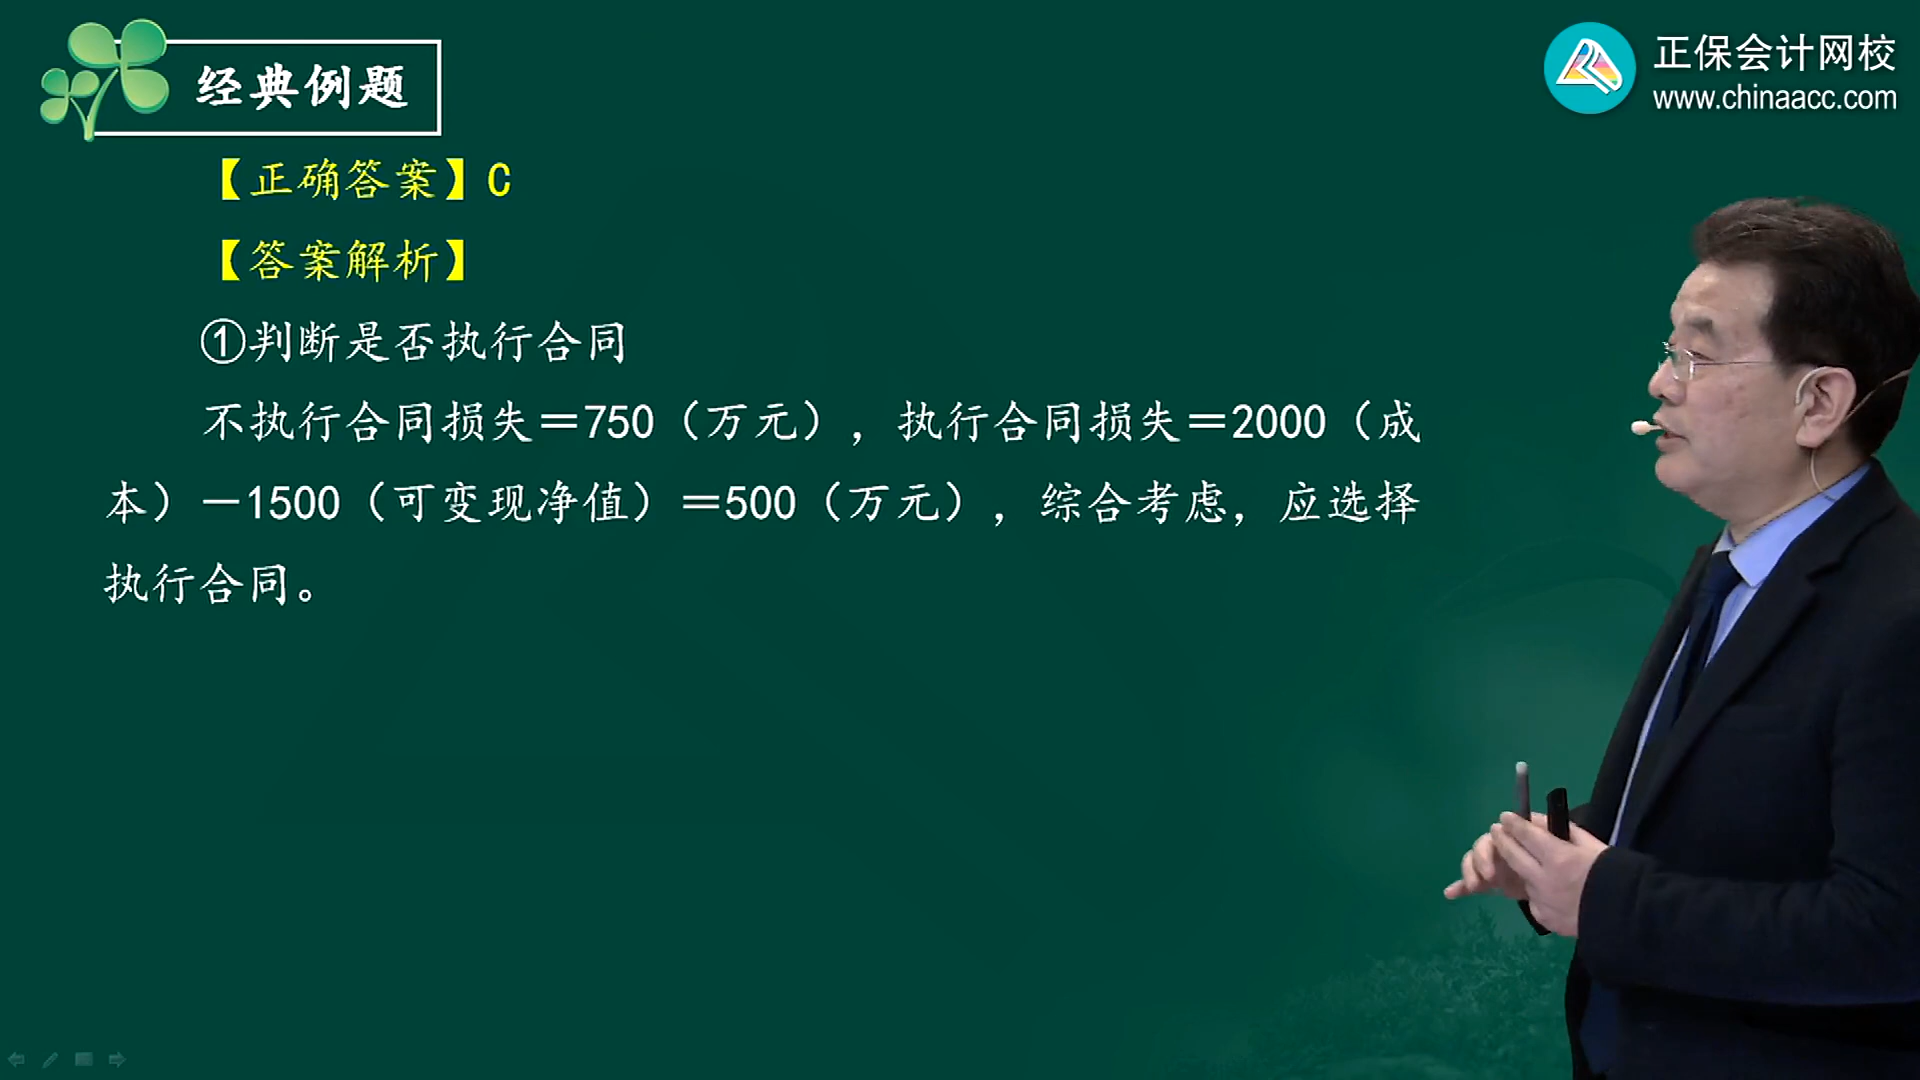 经典例题
正保会计网校
www.chinaacc.com
【正确答案】C
【答案解析】
①判断是否执行合同
不执行合同损失＝750（万元），执行合同损失＝2000（成
本）－1500（可变现净值）＝500（万元），综合考虑，应选择
执行合同。